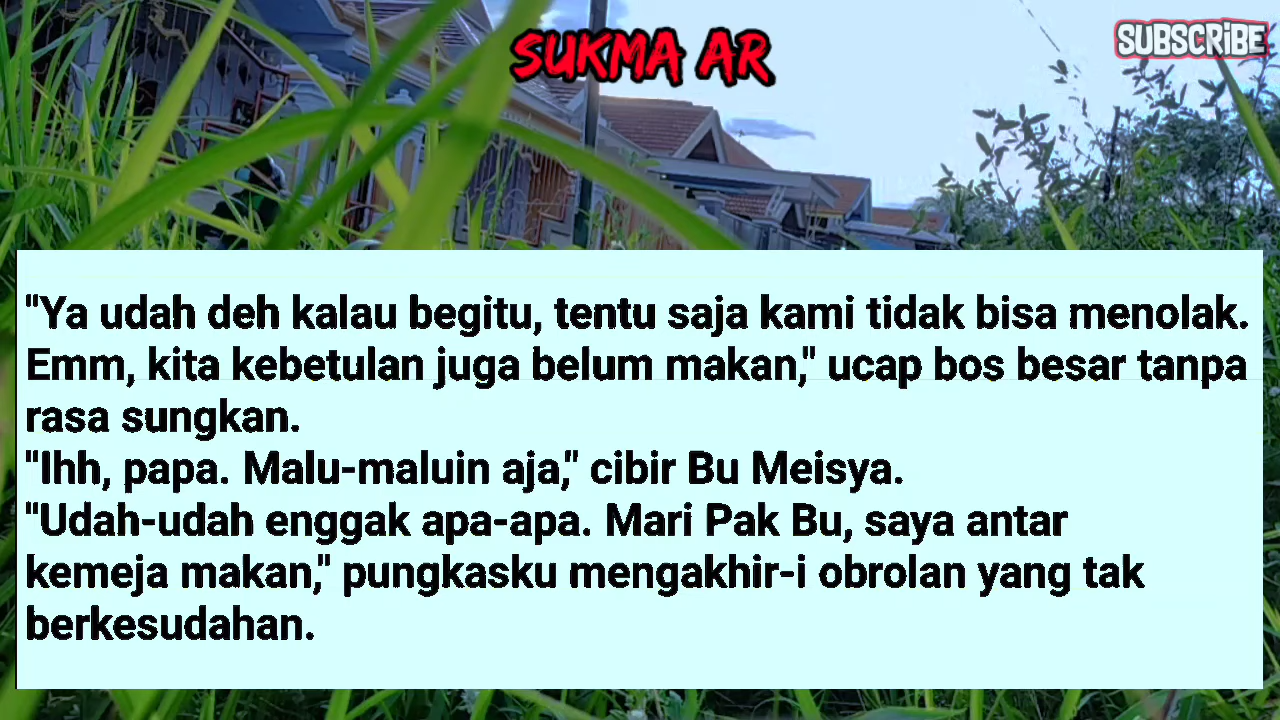 SUKMA AR
SUBSCRIBE
"Ya udah deh kalau begitu, tentu saja kami tidak bisa menolak.
Emm, kita kebetulan juga belum makan," ucap bos besar tanpa
rasa sungkan.
"Ihh, papa. Malu-maluin aja," cibir Bu Meisya.
"Udah-udah enggak apa-apa. Mari Pak Bu, saya antar
kemeja makan," pungkasku mengakhir-i obrolan yang tak
berkesudahan.